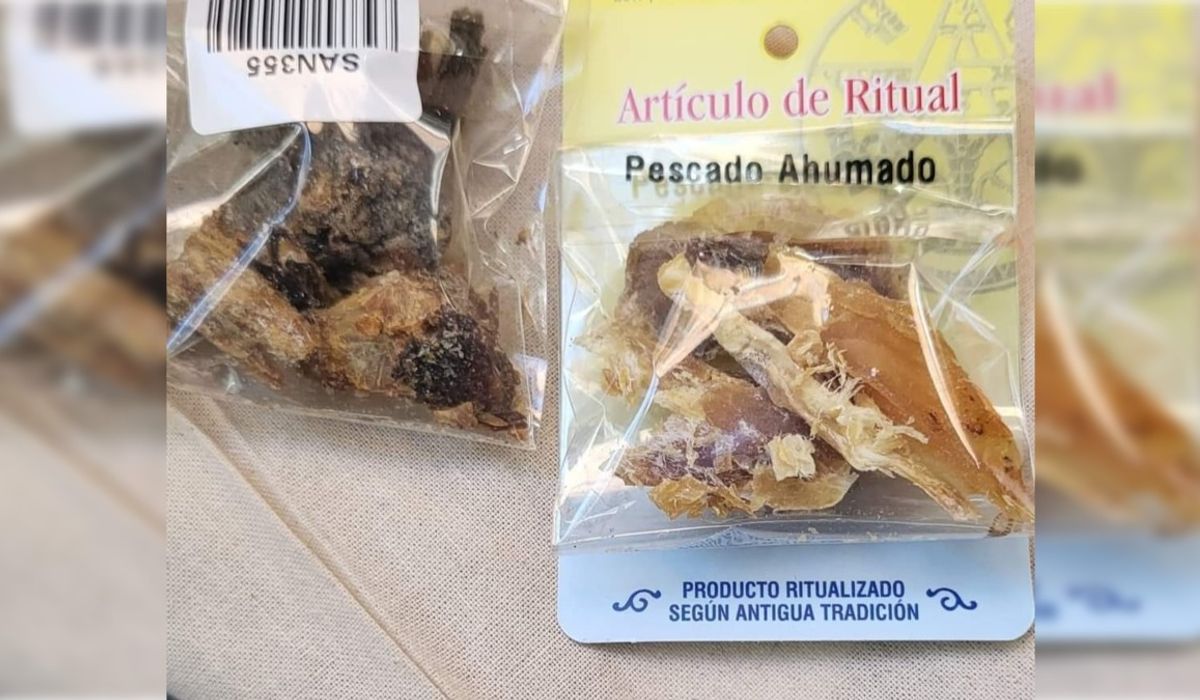 SAN355
Artículo de Ritual
Pescado Ahumado
PRODUCTO RITUALIZADO
SEGÚN ANTIGUA TRADICIÓN